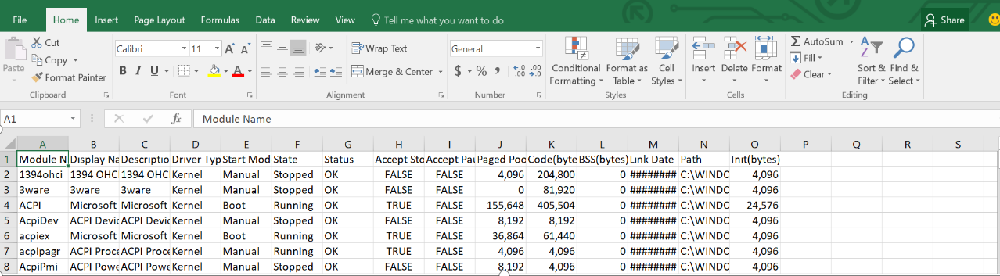 File Home Insert Page Layout Formulas Data Review View Tell me what you want to do Share
Cut
Copy
Format Painter
Paste
Clipboard
Calibri 11 A A
B I U A
Font
Wrap Text
Merge & Center
Alignment
General
$ % , .0 .00 .00 .0
Number
Conditional Formatting
Format as Table
Cell Styles
Styles
Insert Delete Format
Cells
AutoSum
Fill
Clear
Sort & Filter
Find & Select
Editing
A1 fx Module Name
A B C D E F G H I J K L M N O P Q R S
1 Module N Display Na Descriptio Driver Typ Start Mod State Status Accept Sto Accept Pau Paged Poo Code(byte BSS(bytes) Link Date Path Init(bytes)
2 1394ohci 1394 OHC 1394 OHC Kernel Manual Stopped OK FALSE FALSE 4,096 204,800 0 ######## C:\WINDC 4,096
3 3ware 3ware 3ware Kernel Manual Stopped OK FALSE FALSE 0 81,920 0 ######## C:\WINDC 4,096
4 ACPI Microsoft Microsoft Kernel Boot Running OK TRUE FALSE 155,648 405,504 0 ######## C:\WINDC 24,576
5 AcpiDev ACPI Devic ACPI Devic Kernel Manual Stopped OK FALSE FALSE 8,192 8,192 0 ######## C:\WINDC 4,096
6 acpiex Microsoft Microsoft Kernel Boot Running OK TRUE FALSE 36,864 61,440 0 ######## C:\WINDC 4,096
7 acpipagr ACPI Proce ACPI Proce Kernel Manual Running OK TRUE FALSE 4,096 4,096 0 ######## C:\WINDC 4,096
8 AcpiPmi ACPI Powe ACPI Powe Kernel Manual Stopped OK FALSE FALSE 8,192 4,096 0 ######## C:\WINDC 4,096